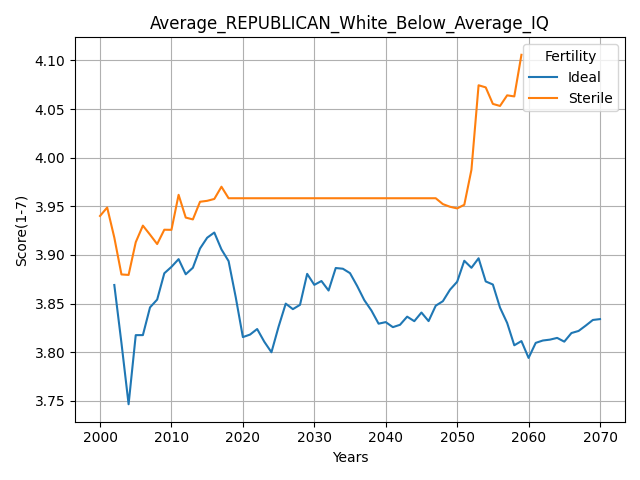 Average_REPUBLICAN_White_Below_Average_IQ
Fertility
Ideal
Sterile
Score(1-7)
4.10
4.05
4.00
3.95
3.90
3.85
3.80
3.75
2000 2010 2020 2030 2040 2050 2060 2070
Years